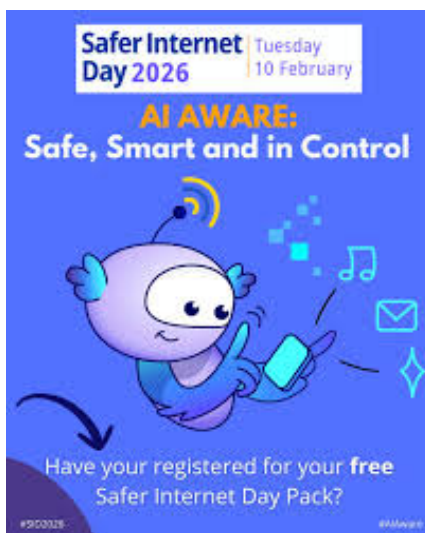 Safer Internet
Day 2026
Tuesday
10 February
AI AWARE:
Safe, Smart and in Control
Have your registered for your free
Safer Internet Day Pack?
#SID2026
#AIAware